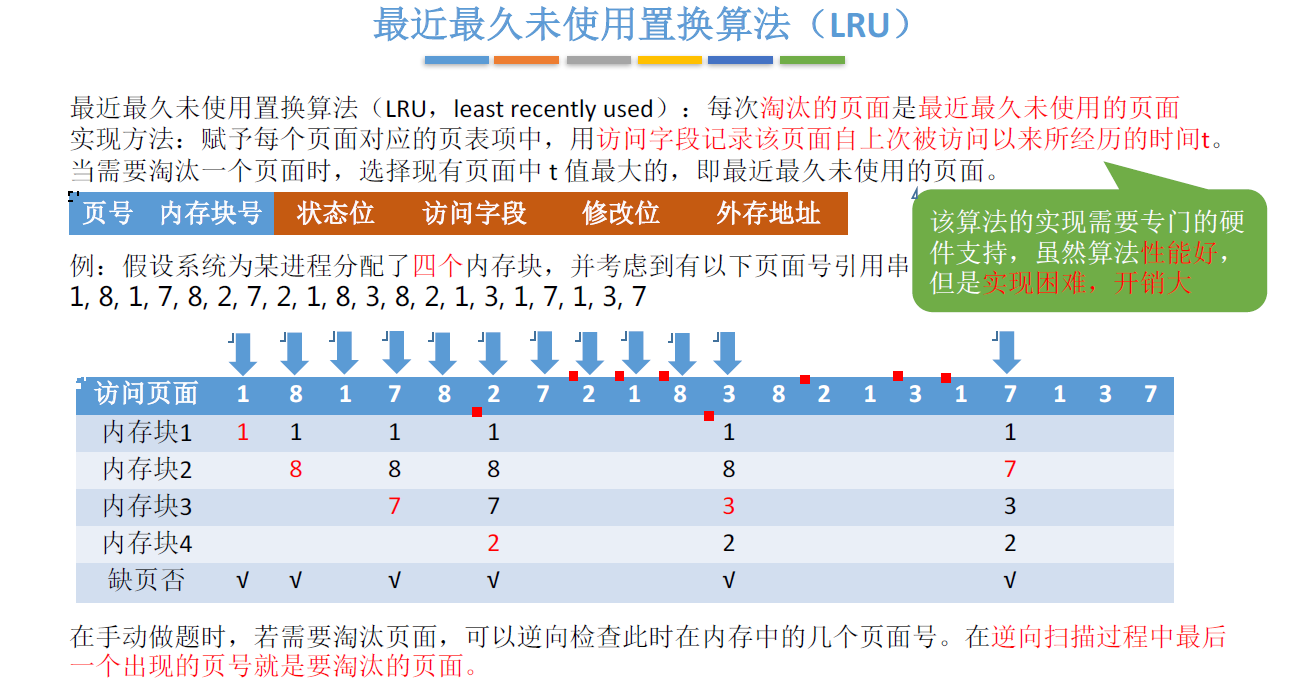 最近最久未使用置换算法（LRU）
最近最久未使用置换算法（LRU，least recently used）：每次淘汰的页面是最近最久未使用的页面
实现方法：赋予每个页面对应的页表项中，用访问字段记录该页面自上次被访问以来所经历的时间t。
当需要淘汰一个页面时，选择现有页面中 t 值最大的，即最近最久未使用的页面。
页号 内存块号 状态位 访问字段 修改位 外存地址
该算法的实现需要专门的硬
件支持，虽然算法性能好，
但是实现困难，开销大
例：假设系统为某进程分配了四个内存块，并考虑到有以下页面号引用串
1, 8, 1, 7, 8, 2, 7, 2, 1, 8, 3, 8, 2, 1, 3, 1, 7, 1, 3, 7
访问页面 1 8 1 7 8 2 7 2 1 8 3 8 2 1 3 1 7 1 3 7
内存块1 1 1 1 1 1 1
内存块2 8 8 8 8 7
内存块3 7 7 3 3
内存块4 2 2 2
缺页否 √ √ √ √ √ √
在手动做题时，若需要淘汰页面，可以逆向检查此时在内存中的几个页面号。在逆向扫描过程中最后
一个出现的页号就是要淘汰的页面。